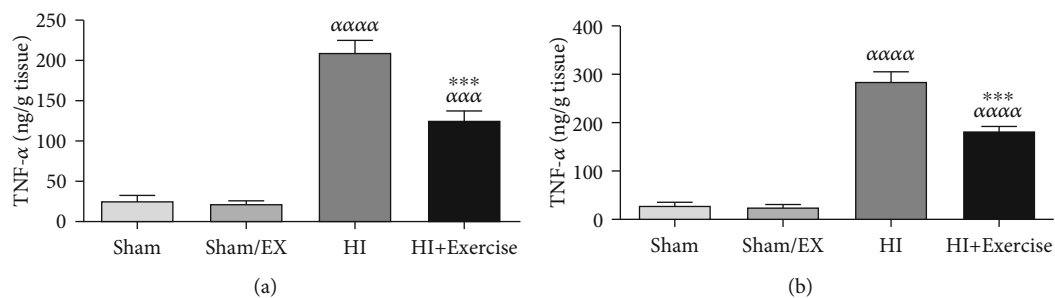 TNF-α (ng/g tissue)
250
200
150
100
50
0
αααα
***
ααα
Sham
Sham/EX
HI
HI+Exercise
(a)
TNF-α (ng/g tissue)
400
300
200
100
0
αααα
***
αααα
Sham
Sham/EX
HI
HI+Exercise
(b)